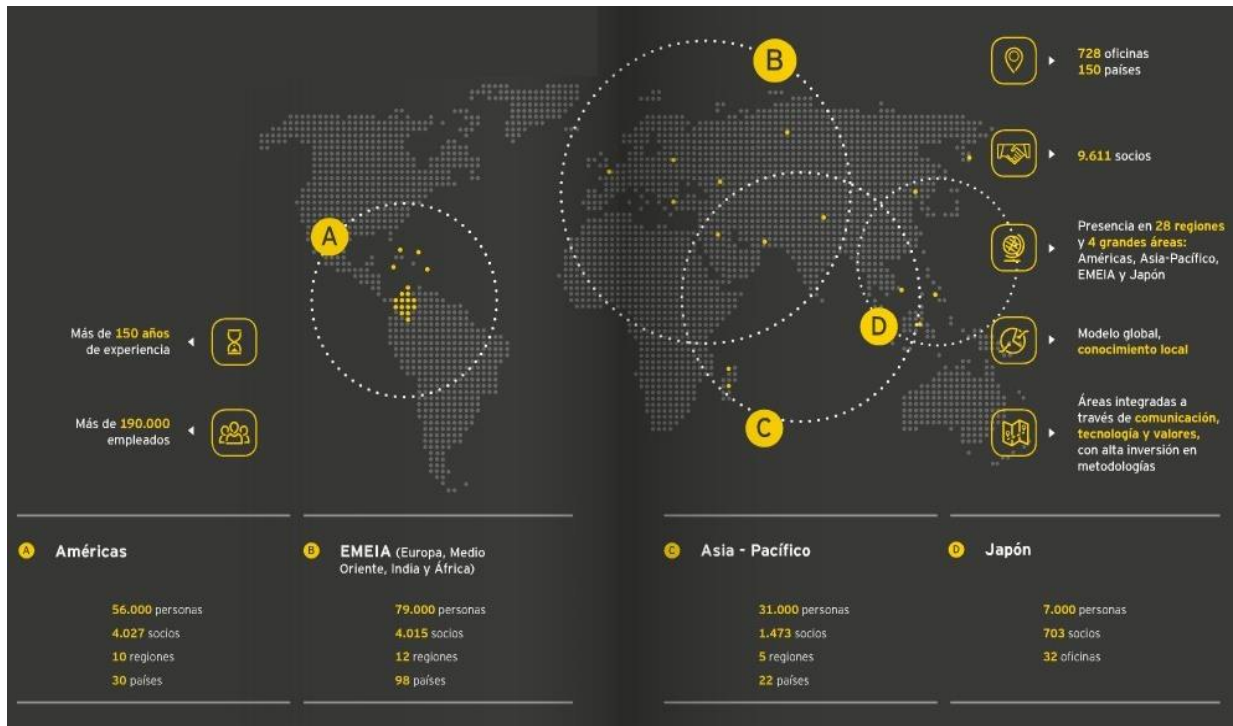 B
728 oficinas
150 países
9.611 socios
A
Presencia en 28 regiones
y 4 grandes áreas:
Américas, Asia-Pacífico,
EMEIA y Japón
Más de 150 años
de experiencia
D
Modelo global,
conocimiento local
Más de 190.000
empleados
C
Áreas integradas a
través de comunicación,
tecnología y valores,
con alta inversión en
metodologías
A Américas
56.000 personas
4.027 socios
10 regiones
30 países
B EMEIA (Europa, Medio
Oriente, India y África)
79.000 personas
4.015 socios
12 regiones
98 países
C Asia - Pacífico
31.000 personas
1.473 socios
5 regiones
22 países
D Japón
7.000 personas
703 socios
32 oficinas